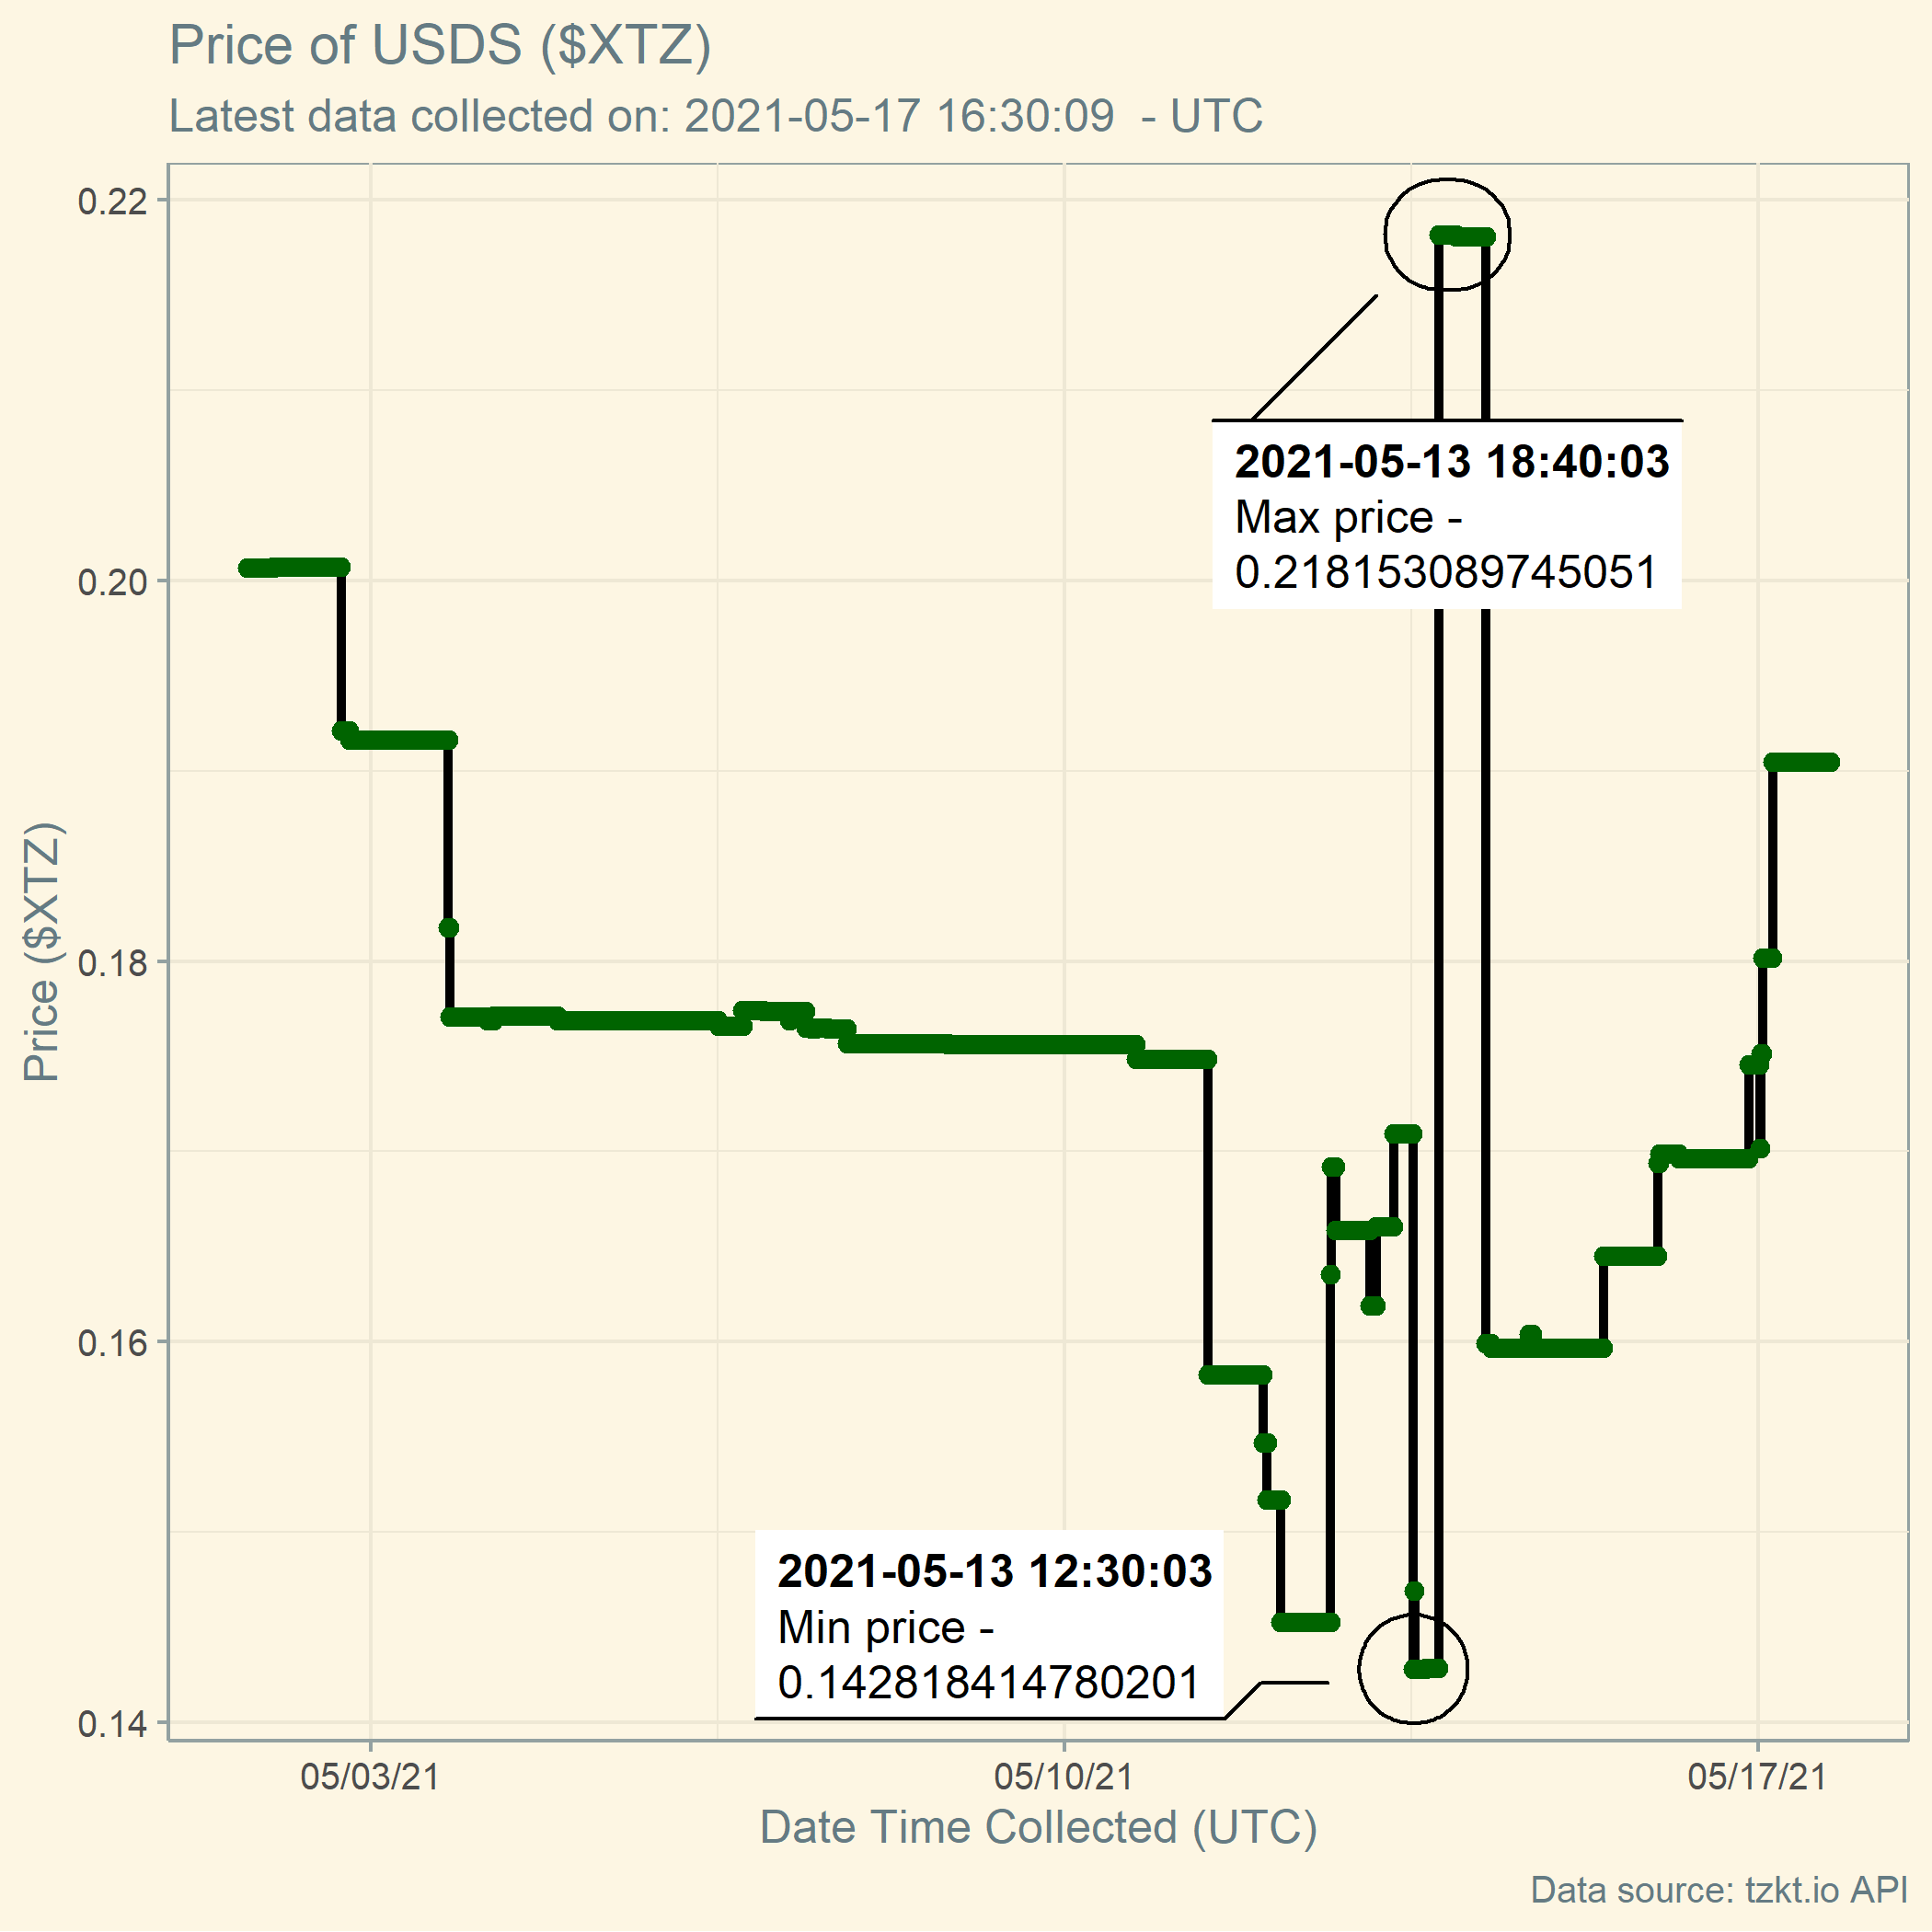 Price of USDS ($XTZ)
Latest data collected on: 2021-05-17 16:30:09  - UTC
Price ($XTZ)
0.22
0.20
0.18
0.16
0.14
2021-05-13 18:40:03
Max price -
0.218153089745051
2021-05-13 12:30:03
Min price -
0.142818414780201
05/03/21
05/10/21
05/17/21
Date Time Collected (UTC)
Data source: tzkt.io API